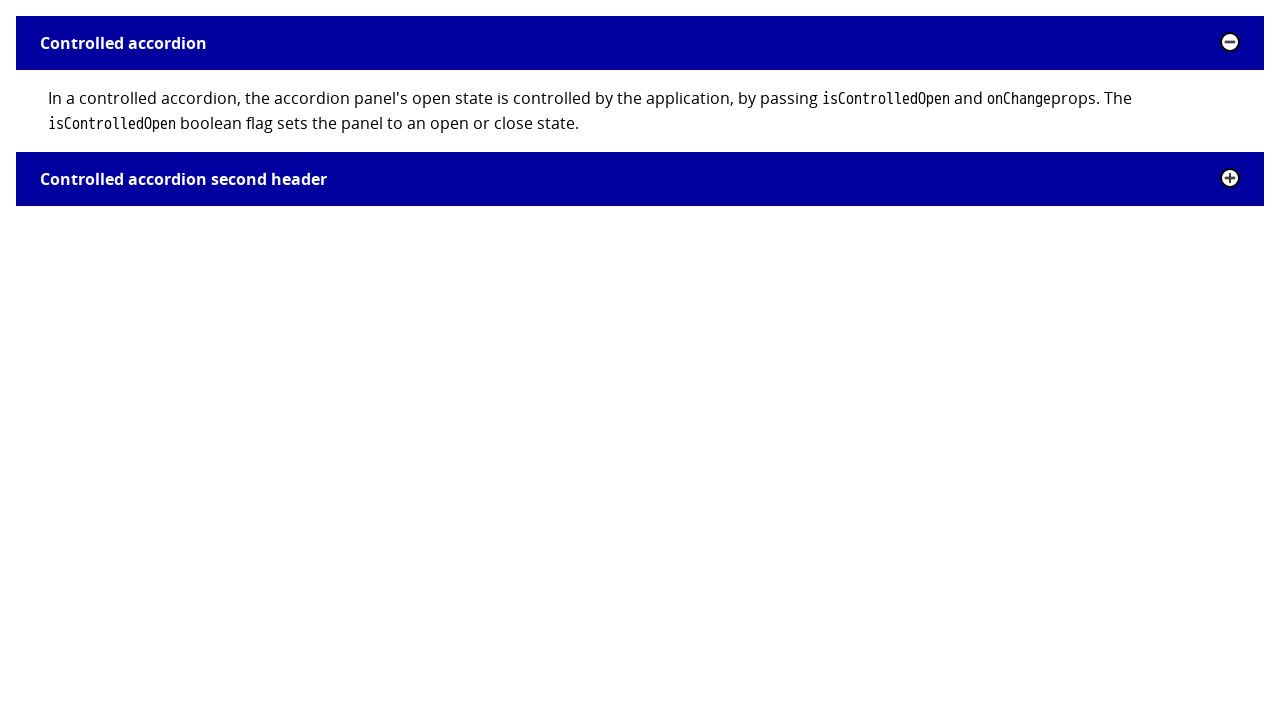 Controlled accordion
In a controlled accordion, the accordion panel's open state is controlled by the application, by passing isControlledOpen and onChangeprops. The
isControlledOpen boolean flag sets the panel to an open or close state.
Controlled accordion second header